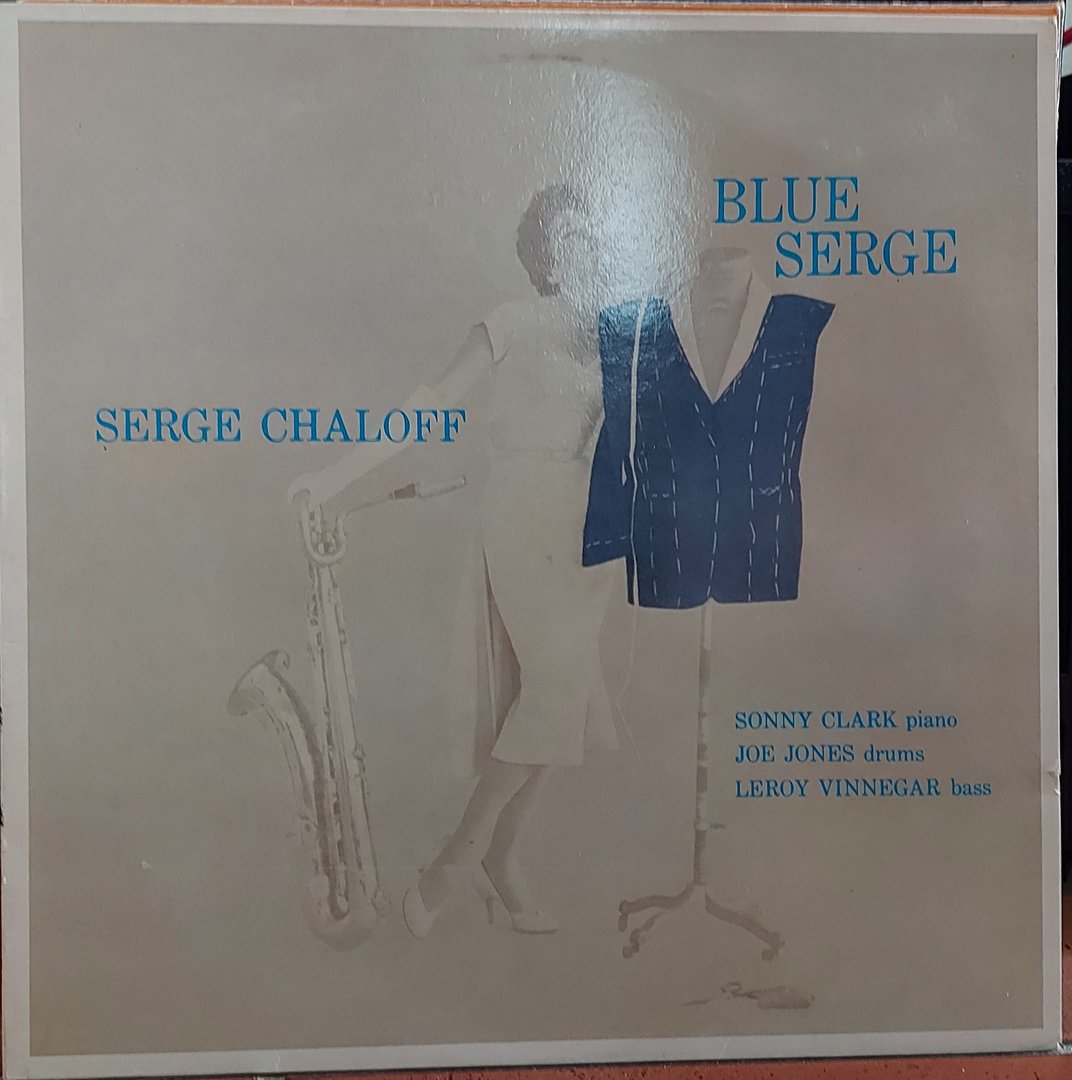 BLUE
SERGE
SERGE CHALOFF
SONNY CLARK piano
JOE JONES drums
LEROY VINNEGAR bass